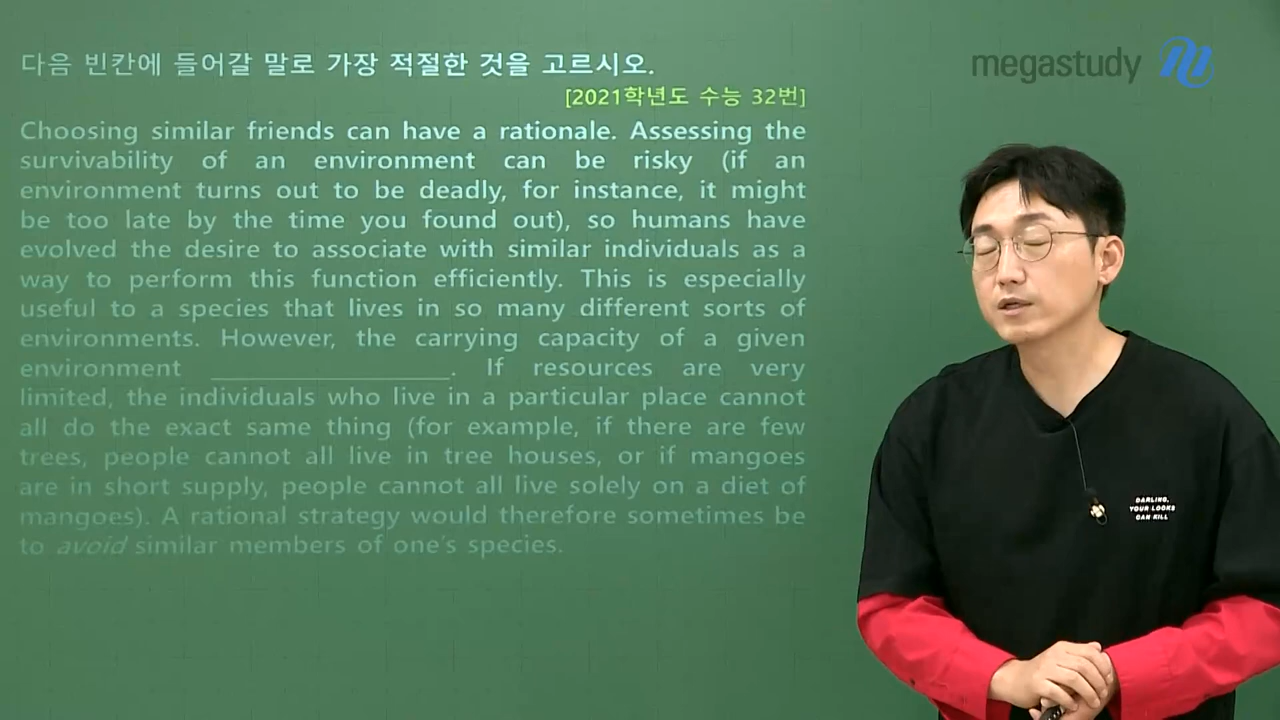 다음 빈칸에 들어갈 말로 가장 적절한 것을 고르시오.
[2021학년도 수능 32번]
megastudy
Choosing similar friends can have a rationale. Assessing the
survivability of an environment can be risky (if an
environment turns out to be deadly, for instance, it might
be too late by the time you found out), so humans have
evolved the desire to associate with similar individuals as a
way to perform this function efficiently. This is especially
useful to a species that lives in so many different sorts of
environments. However, the carrying capacity of a given
environment ____________________. If resources are very
limited, the individuals who live in a particular place cannot
all do the exact same thing (for example, if there are few
trees, people cannot all live in tree houses, or if mangoes
are in short supply, people cannot all live solely on a diet of
mangoes). A rational strategy would therefore sometimes be
to avoid similar members of one's species.
DARLING,
YOUR LOOKS
CAN KILL